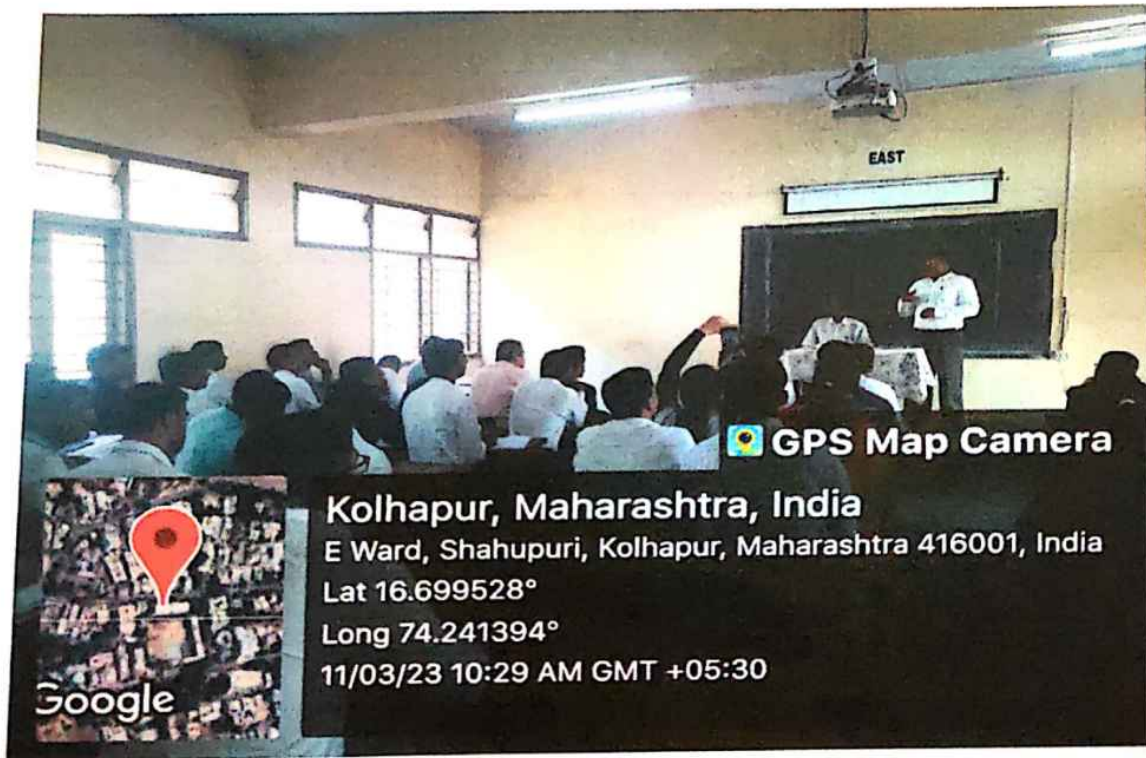 EAST
GPS Map Camera
Kolhapur, Maharashtra, India
E Ward, Shahupuri, Kolhapur, Maharashtra 416001, India
Lat 16.699528°
Long 74.241394°
11/03/23 10:29 AM GMT +05:30
Google